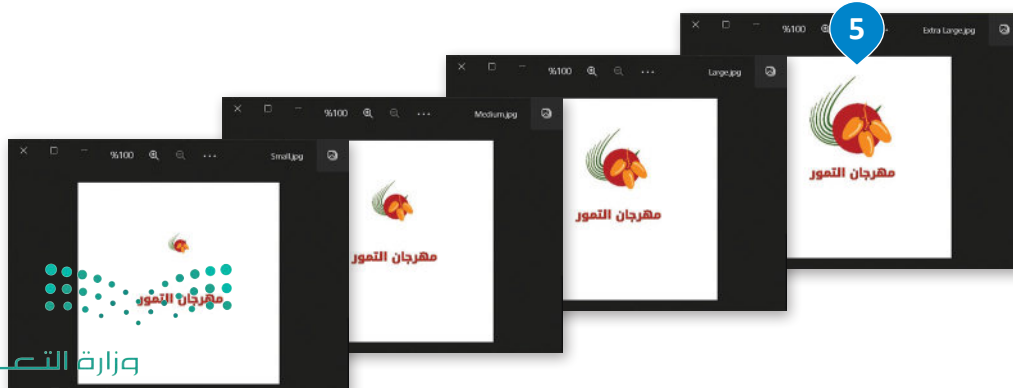 5
%100 Extra Large.jpg
مهرجان التمور
%100 ... Large.jpg
مهرجان التمور
%100 ... Medium.jpg
مهرجان التمور
%100 ... Small.jpg
مهرجان التمور
وزارة التعـ